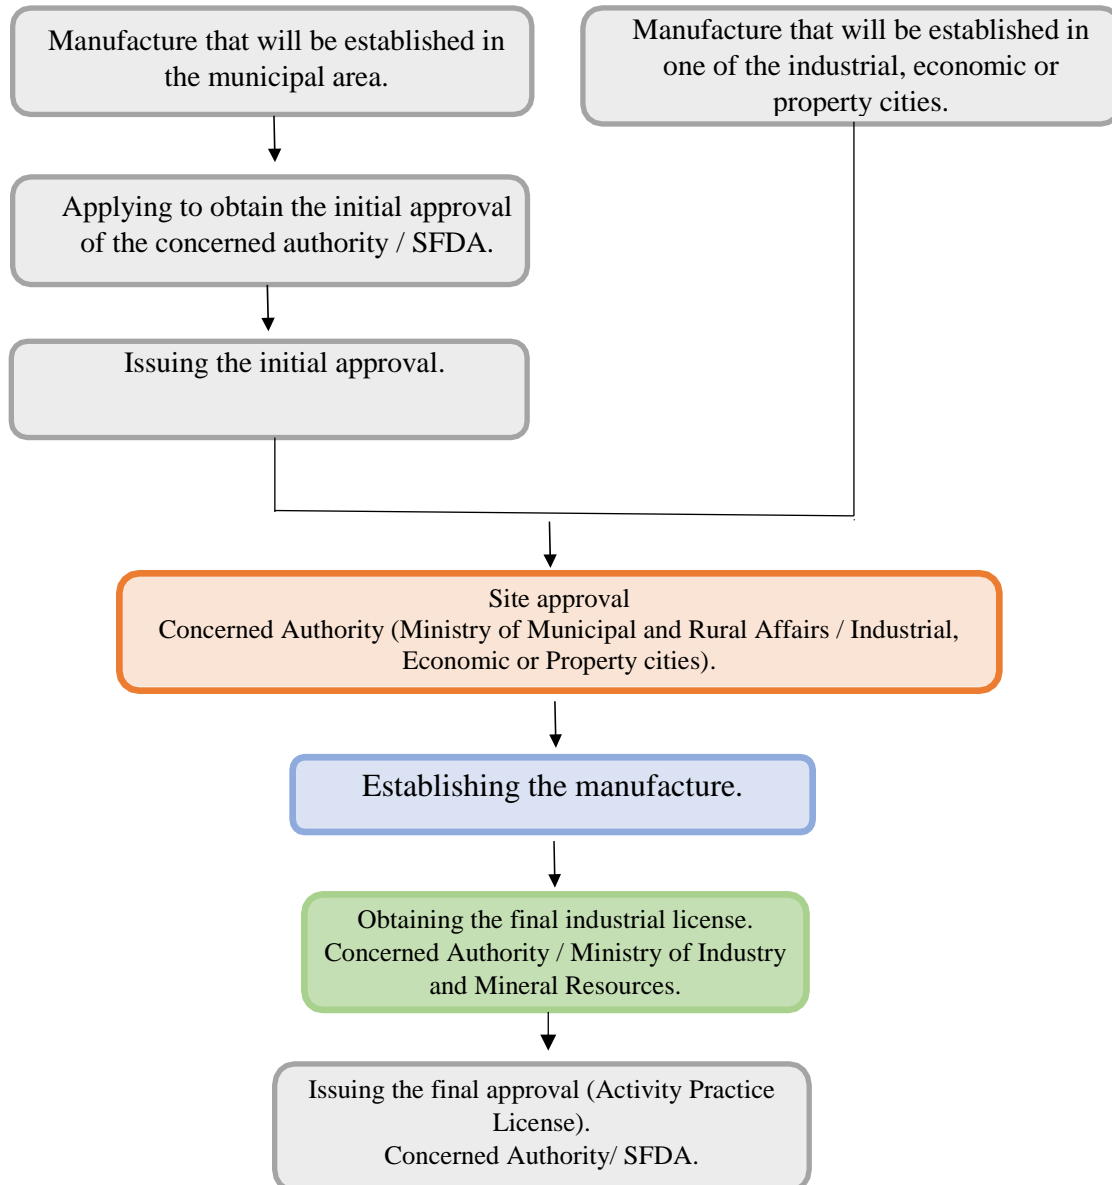 Manufacture that will be established in
the municipal area.
Manufacture that will be established in
one of the industrial, economic or
property cities.
Applying to obtain the initial approval
of the concerned authority / SFDA.
Issuing the initial approval.
Site approval
Concerned Authority (Ministry of Municipal and Rural Affairs / Industrial,
Economic or Property cities).
Establishing the manufacture.
Obtaining the final industrial license.
Concerned Authority / Ministry of Industry
and Mineral Resources.
Issuing the final approval (Activity Practice
License).
Concerned Authority/ SFDA.